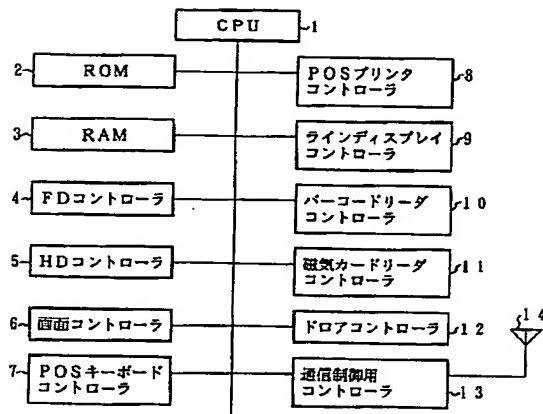 CPU
1
2
ROM
POSプリンタ
コントローラ
8
3
RAM
ラインディスプレイ
コントローラ
9
4
FDコントローラ
バーコードリーダ
コントローラ
10
5
HDコントローラ
磁気カードリーダ
コントローラ
11
6
画面コントローラ
ドロアコントローラ
12
14
7
POSキーボード
コントローラ
通信制御用
コントローラ
13